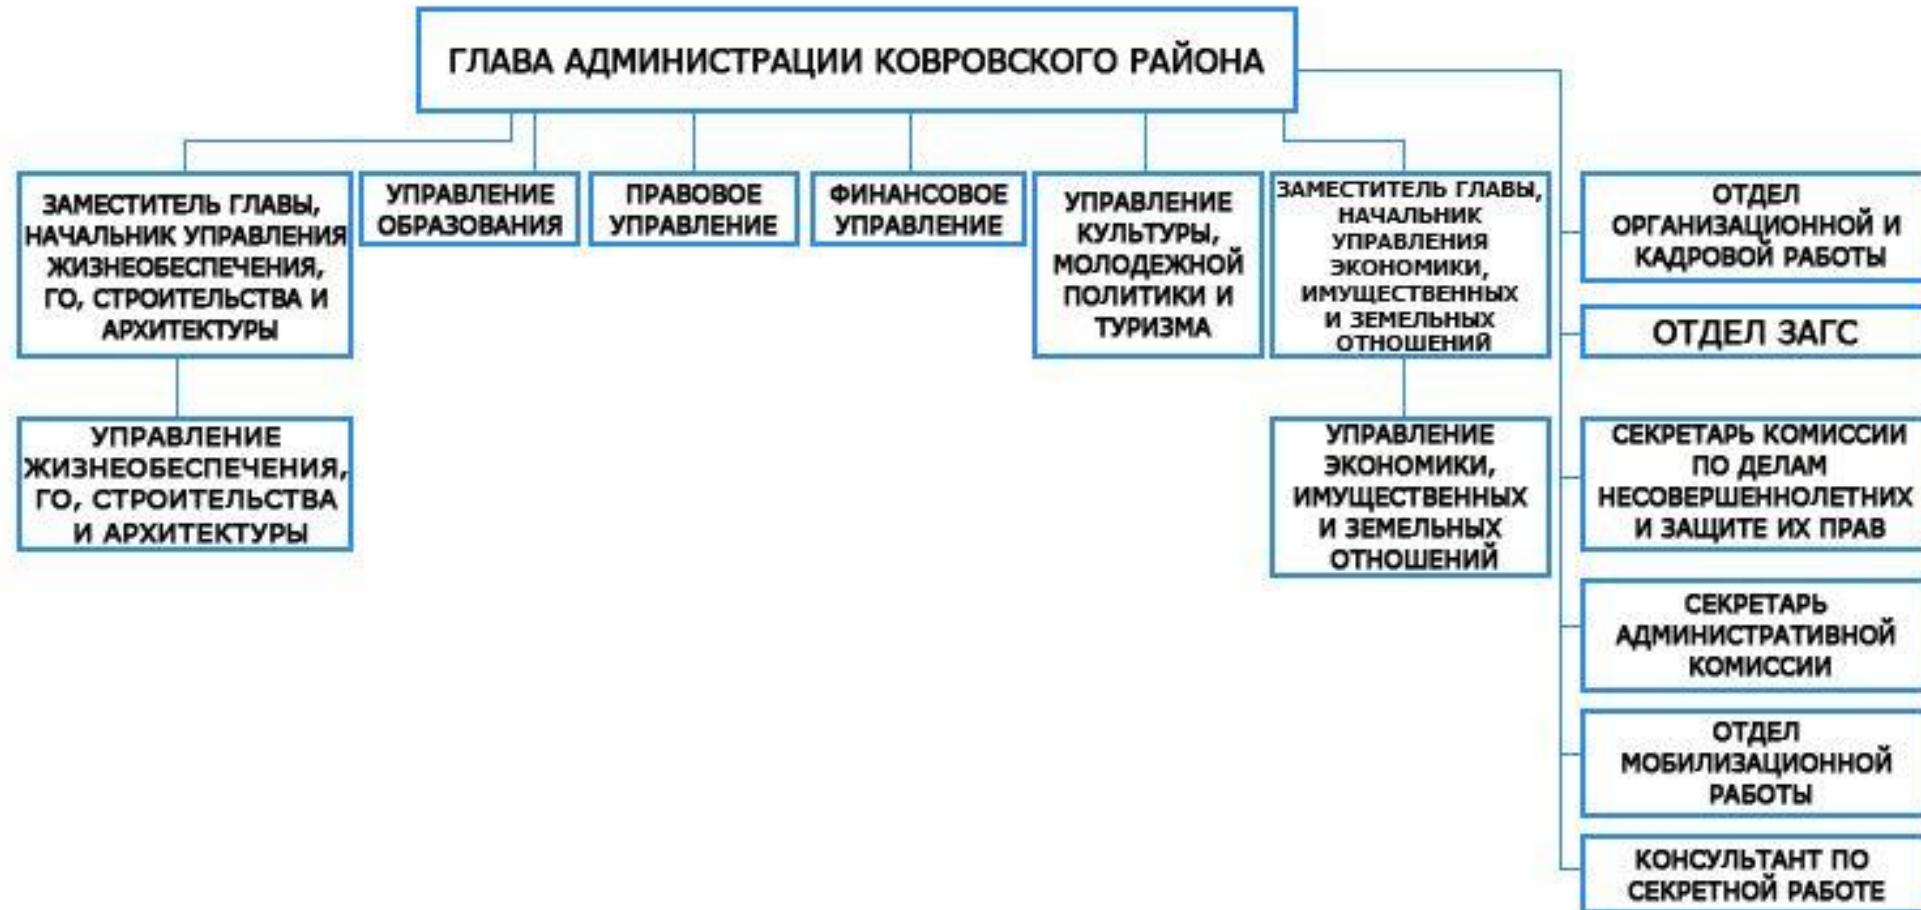 ГЛАВА АДМИНИСТРАЦИИ КОВРОВСКОГО РАЙОНА
ЗАМЕСТИТЕЛЬ ГЛАВЫ,
НАЧАЛЬНИК УПРАВЛЕНИЯ
ЖИЗНЕОБЕСПЕЧЕНИЯ,
ГО, СТРОИТЕЛЬСТВА И
АРХИТЕКТУРЫ
УПРАВЛЕНИЕ
ОБРАЗОВАНИЯ
ПРАВОВОЕ
УПРАВЛЕНИЕ
ФИНАНСОВОЕ
УПРАВЛЕНИЕ
УПРАВЛЕНИЕ
КУЛЬТУРЫ,
МОЛОДЕЖНОЙ
ПОЛИТИКИ И
ТУРИЗМА
ЗАМЕСТИТЕЛЬ ГЛАВЫ,
НАЧАЛЬНИК
УПРАВЛЕНИЯ
ЭКОНОМИКИ,
ИМУЩЕСТВЕННЫХ
И ЗЕМЕЛЬНЫХ
ОТНОШЕНИЙ
ОТДЕЛ
ОРГАНИЗАЦИОННОЙ И
КАДРОВОЙ РАБОТЫ
ОТДЕЛ ЗАГС
УПРАВЛЕНИЕ
ЖИЗНЕОБЕСПЕЧЕНИЯ,
ГО, СТРОИТЕЛЬСТВА
И АРХИТЕКТУРЫ
УПРАВЛЕНИЕ
ЭКОНОМИКИ,
ИМУЩЕСТВЕННЫХ
И ЗЕМЕЛЬНЫХ
ОТНОШЕНИЙ
СЕКРЕТАРЬ КОМИССИИ
ПО ДЕЛАМ
НЕСОВЕРШЕННОЛЕТНИХ
И ЗАЩИТЕ ИХ ПРАВ
СЕКРЕТАРЬ
АДМИНИСТРАТИВНОЙ
КОМИССИИ
ОТДЕЛ
МОБИЛИЗАЦИОННОЙ
РАБОТЫ
КОНСУЛЬТАНТ ПО
СЕКРЕТНОЙ РАБОТЕ